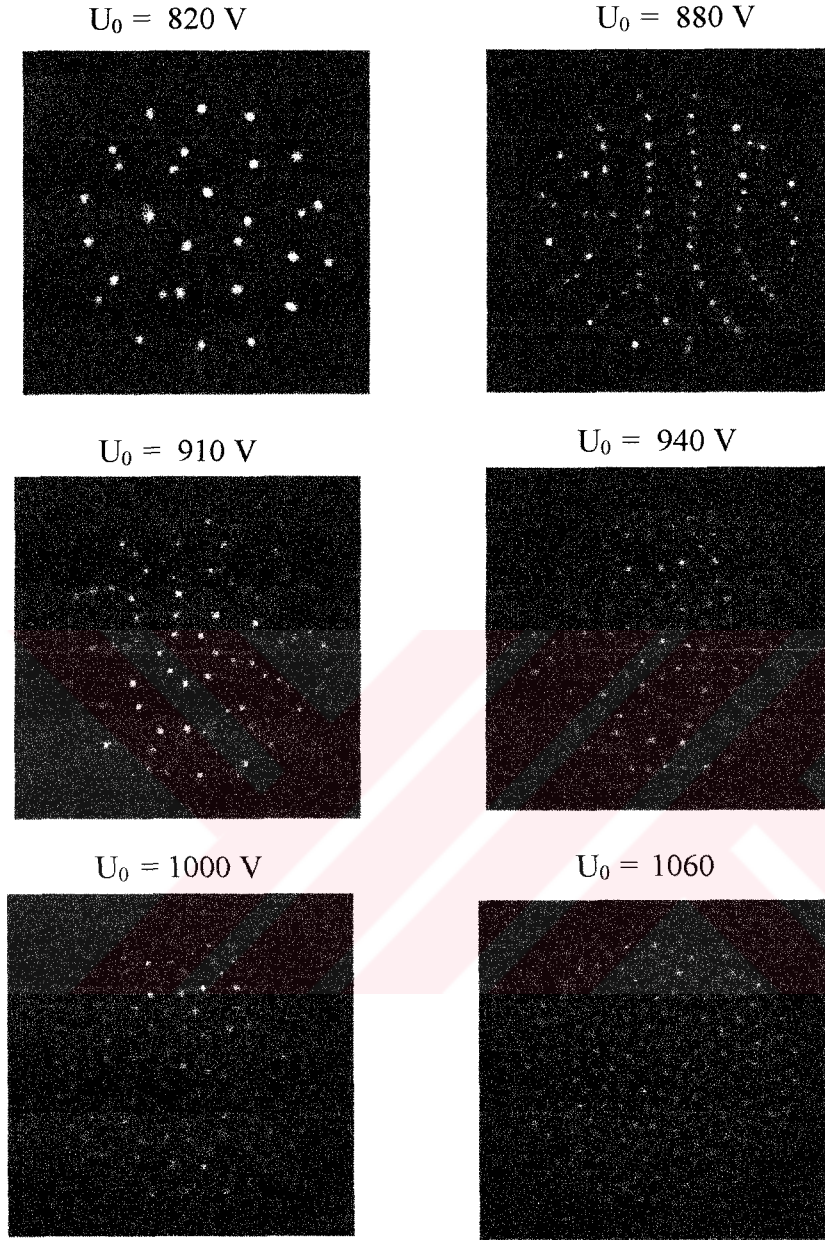 U₀ = 820 V
U₀ = 880 V
U₀ = 910 V
U₀ = 940 V
U₀ = 1000 V
U₀ = 1060